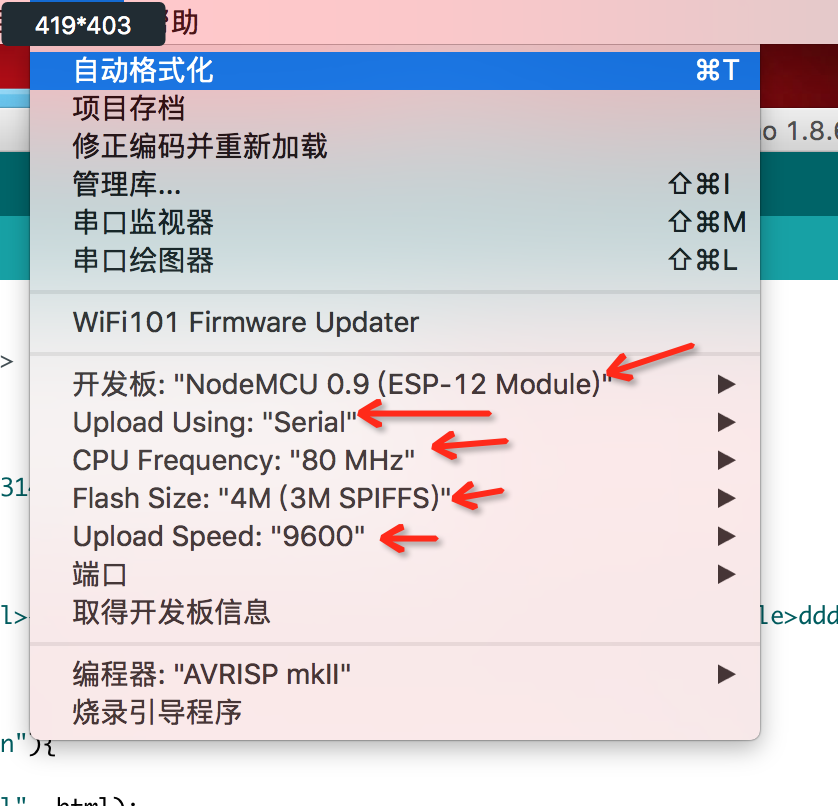 419*403
助
自动格式化 ⌘T
o 1.8.6
项目存档
修正编码并重新加载
管理库... ⇧⌘I
串口监视器 ⇧⌘M
串口绘图器 ⇧⌘L
WiFi101 Firmware Updater
>
开发板: "NodeMCU 0.9 (ESP-12 Module)"
Upload Using: "Serial"
CPU Frequency: "80 MHz"
Flash Size: "4M (3M SPIFFS)"
314
Upload Speed: "9600"
端口
取得开发板信息
l> le>ddd
编程器: "AVRISP mkII"
烧录引导程序
n"){
l", html);